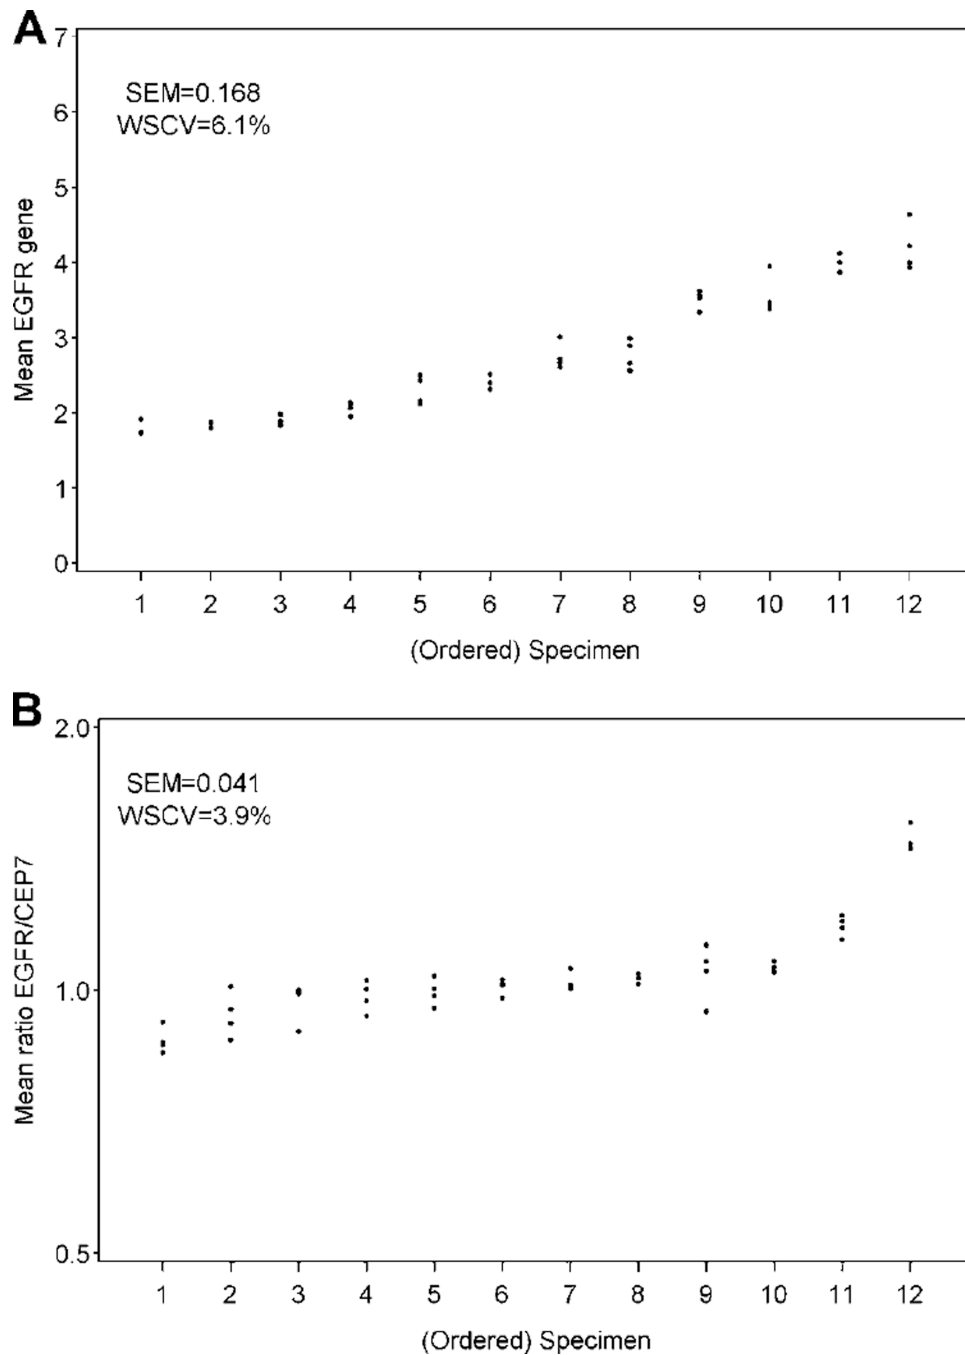 A
SEM=0.168
WSCV=6.1%
Mean EGFR gene
7
6
5
4
3
2
1
0
1 2 3 4 5 6 7 8 9 10 11 12
(Ordered) Specimen
B
SEM=0.041
WSCV=3.9%
Mean ratio EGFR/CEP7
2.0
1.0
0.5
1 2 3 4 5 6 7 8 9 10 11 12
(Ordered) Specimen